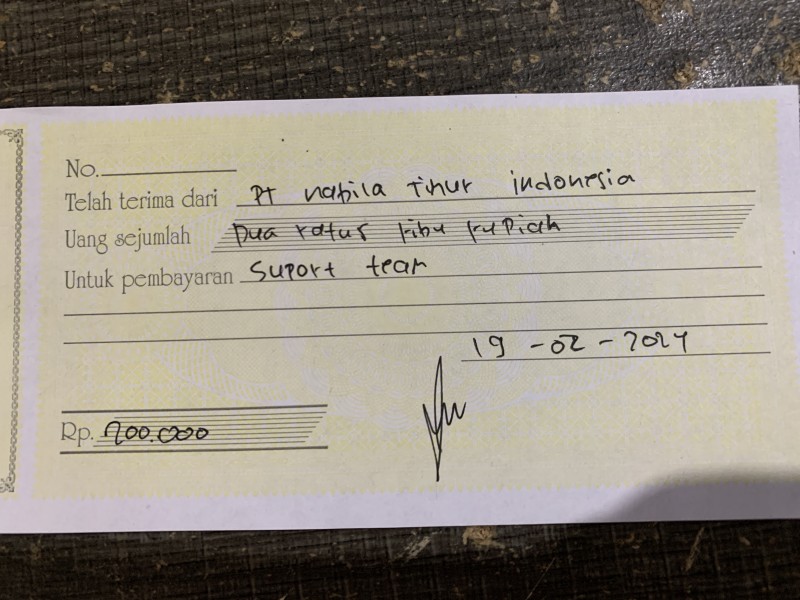 No.
Telah terima dari PT nabila timur indonesia
Uang sejumlah Dua ratus ribu rupiah
Untuk pembayaran Suport team
19 - 02 - 2024
Rp. 200.000